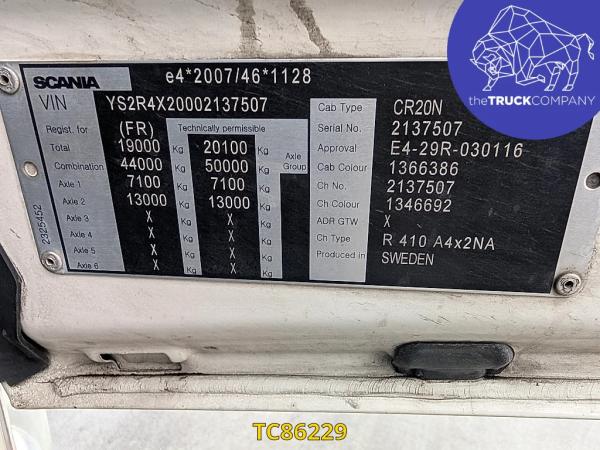 SCANIA e4*2007/46*1128
VIN YS2R4X20002137507
Regist. for (FR) Technically permissible
Total 19000 Kg 20100 Kg Axle Group
Combination 44000 Kg 50000 Kg
Axle 1 7100 Kg 7100 Kg
Axle 2 13000 Kg 13000 Kg
Axle 3 X Kg X Kg
Axle 4 X Kg X Kg
Axle 5 X Kg X Kg
Axle 6 X Kg X Kg
2325452
Cab Type CR20N
Serial No. 2137507
Approval E4-29R-030116
Cab Colour 1366386
Ch No. 2137507
Ch Colour 1346692
ADR GTW X
Ch Type R 410 A4x2NA
Produced in SWEDEN
theTRUCKCOMPANY
TC86229